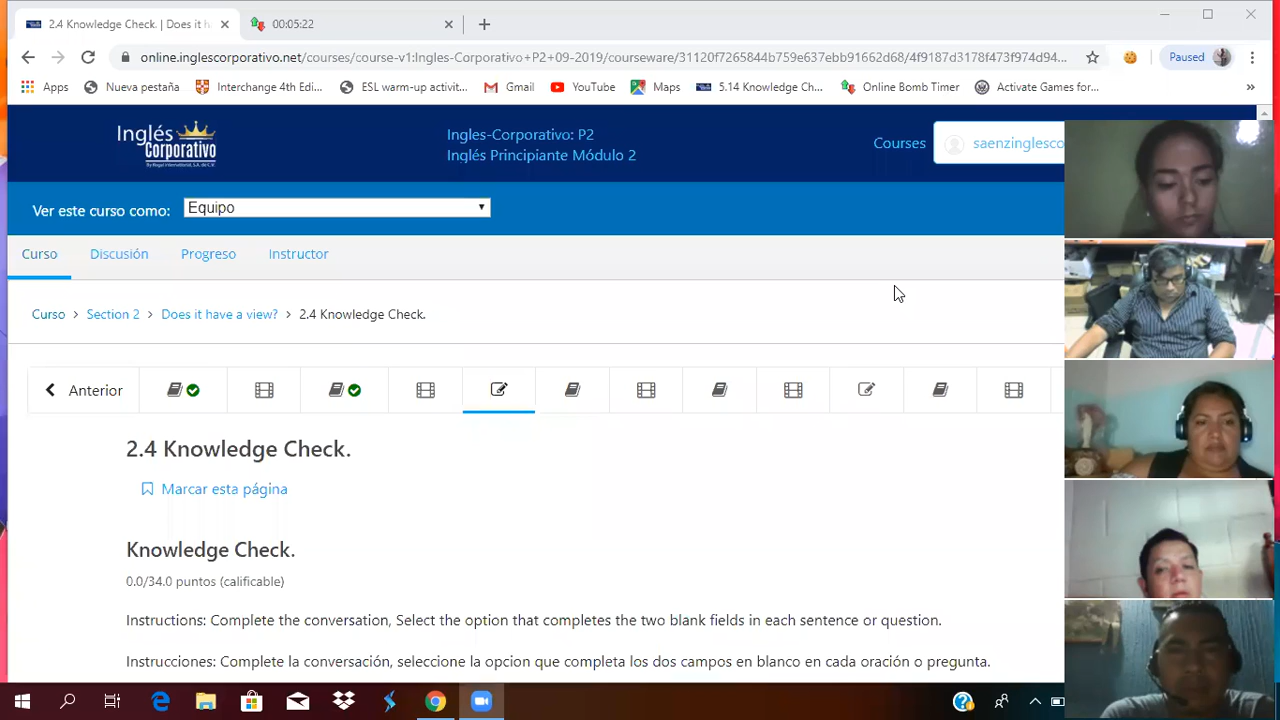 2.4 Knowledge Check. | Does it h
00:05:22
online.inglescorporativo.net/courses/course-v1:Ingles-Corporativo+P2+09-2019/courseware/31120f7265844b759e637ebb91662d68/4f9187d3178f473f974d94...
Paused
Apps
Nueva pestaña
Interchange 4th Edi...
ESL warm-up activit...
Gmail
YouTube
Maps
5.14 Knowledge Ch...
Online Bomb Timer
Activate Games for...
»
Inglés
Corporativo
Ingles-Corporativo: P2
Inglés Principiante Módulo 2
Courses
saenzinglesco
Ver este curso como:
Equipo
Curso
Discusión
Progreso
Instructor
Curso > Section 2 > Does it have a view? > 2.4 Knowledge Check.
Anterior
2.4 Knowledge Check.
Marcar esta página
Knowledge Check.
0.0/34.0 puntos (calificable)
Instructions: Complete the conversation, Select the option that completes the two blank fields in each sentence or question.
Instrucciones: Complete la conversación, seleccione la opcion que completa los dos campos en blanco en cada oración o pregunta.